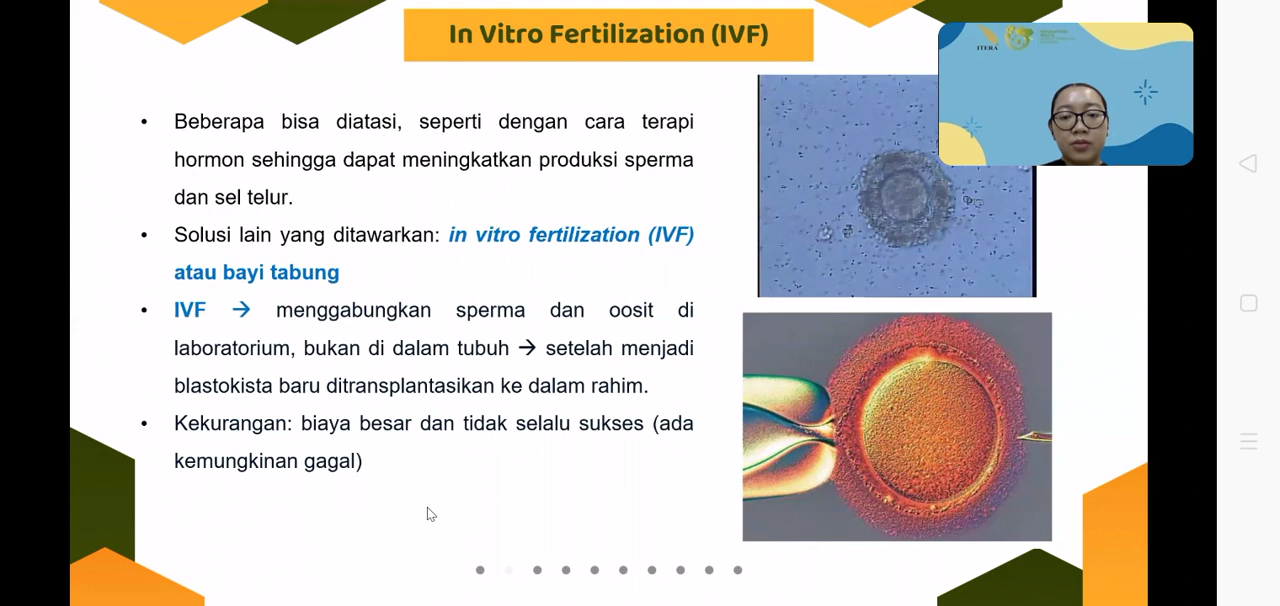 In Vitro Fertilization (IVF)
ITERA
• Beberapa bisa diatasi, seperti dengan cara terapi
hormon sehingga dapat meningkatkan produksi sperma
dan sel telur.
• Solusi lain yang ditawarkan: in vitro fertilization (IVF)
atau bayi tabung
• IVF → menggabungkan sperma dan oosit di
laboratorium, bukan di dalam tubuh → setelah menjadi
blastokista baru ditransplantasikan ke dalam rahim.
• Kekurangan: biaya besar dan tidak selalu sukses (ada
kemungkinan gagal)